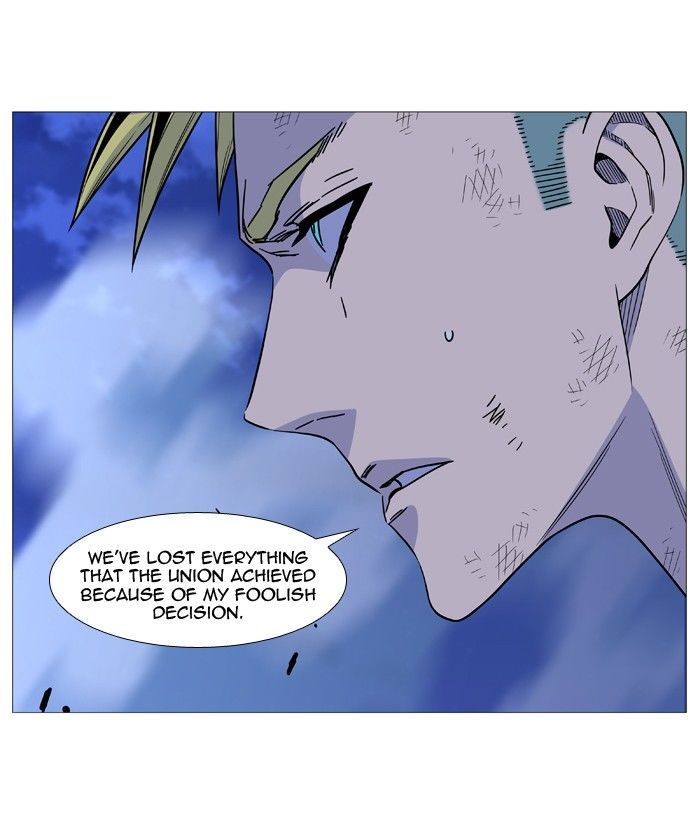 WE'VE LOST EVERYTHING
THAT THE UNION ACHIEVED
BECAUSE OF MY FOOLISH
DECISION.